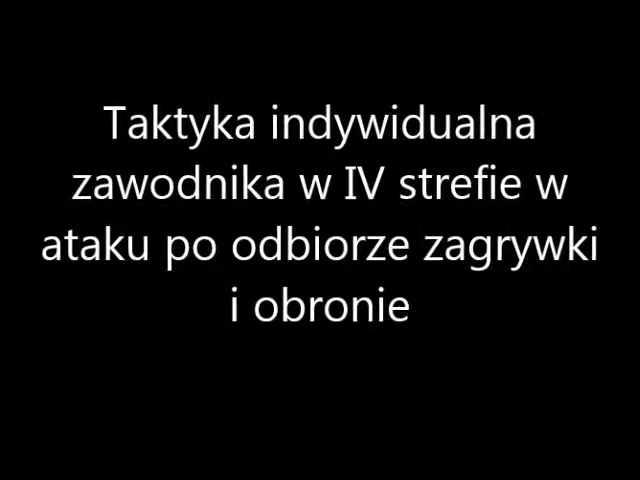 Taktyka indywidualna
zawodnika w IV strefie w
ataku po odbiorze zagrywki
i obronie